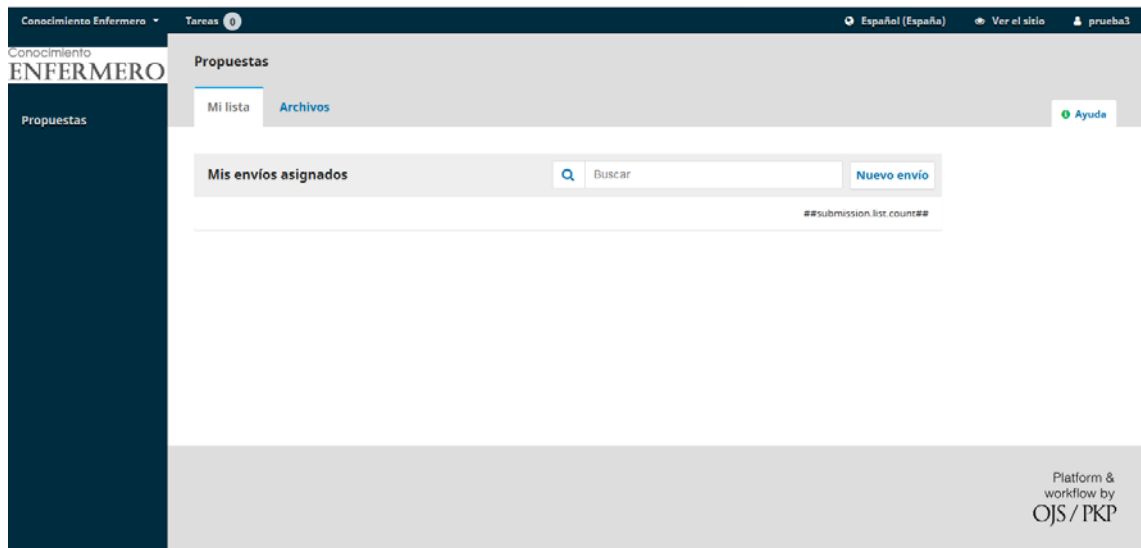 Conocimiento Enfermero Tareas 0 Español (España) Ver el sitio prueba3
Conocimiento
ENFERMERO
Propuestas
Propuestas
Mi lista Archivos
Ayuda
Mis envíos asignados Buscar Nuevo envío
##submission.list.count##
Platform &
workflow by
OJS / PKP